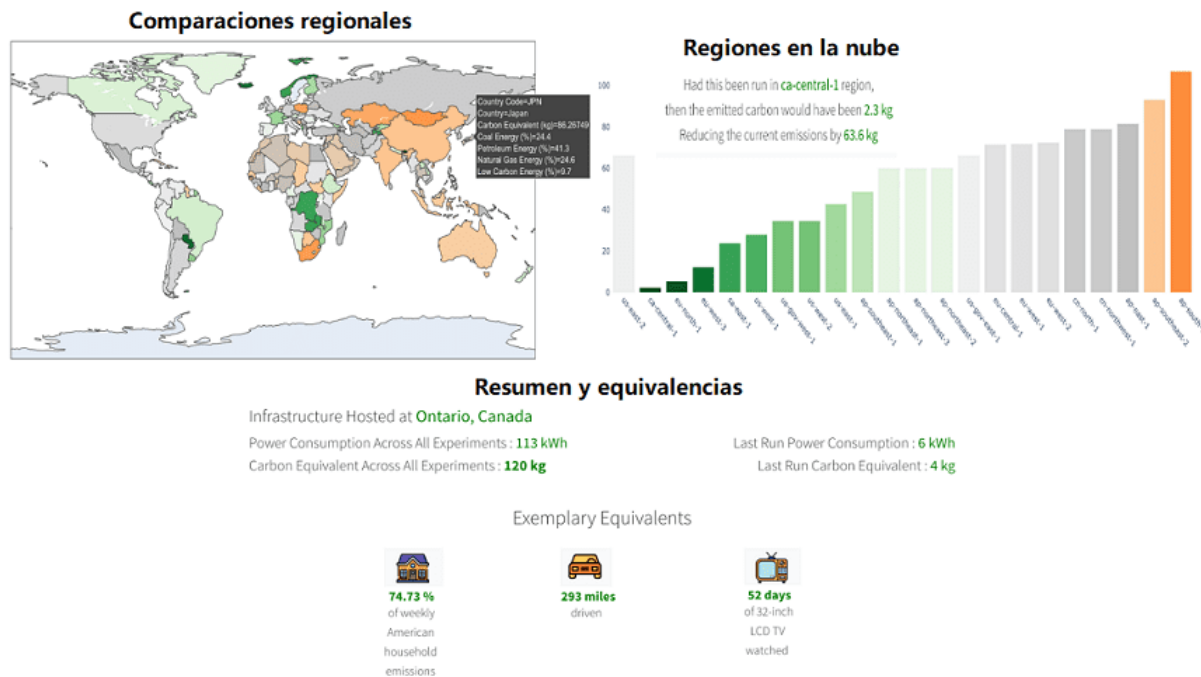 Comparaciones regionales
Country Code=JPN
Country=Japan
Carbon Equivalent (kg)=86.26749
Coal Energy (%)=24.4
Petroleum Energy (%)=41.3
Natural Gas Energy (%)=24.6
Low Carbon Energy (%)=9.7
Regiones en la nube
Had this been run in ca-central-1 region,
then the emitted carbon would have been 2.3 kg
Reducing the current emissions by 63.6 kg
100
80
60
40
20
0
us-east-2
ca-central-1
eu-north-1
eu-west-3
sa-east-1
us-west-1
us-gov-west-1
us-west-2
us-east-1
ap-southeast-1
ap-northeast-1
ap-northeast-3
ap-northeast-2
us-gov-east-1
eu-central-1
eu-west-1
eu-west-2
cn-north-1
cn-northwest-1
ap-east-1
ap-southeast-2
ap-south-
Resumen y equivalencias
Infrastructure Hosted at Ontario, Canada
Power Consumption Across All Experiments : 113 kWh
Carbon Equivalent Across All Experiments : 120 kg
Last Run Power Consumption : 6 kWh
Last Run Carbon Equivalent : 4 kg
Exemplary Equivalents
74.73 %
of weekly
American
household
emissions
293 miles
driven
52 days
of 32-inch
LCD TV
watched